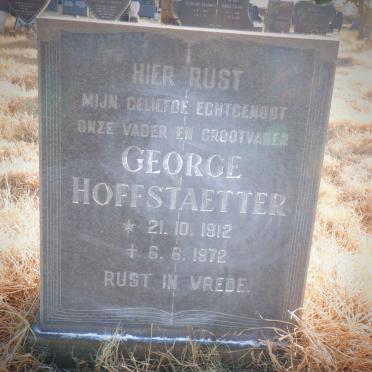 HIER RUST
MIJN GELIEFDE ECHTGENOOT
ONZE VADER EN GROOTVADER
GEORGE
HOFFSTAETTER
* 21. 10. 1912
† 6. 6. 1972
RUST IN VREDE.